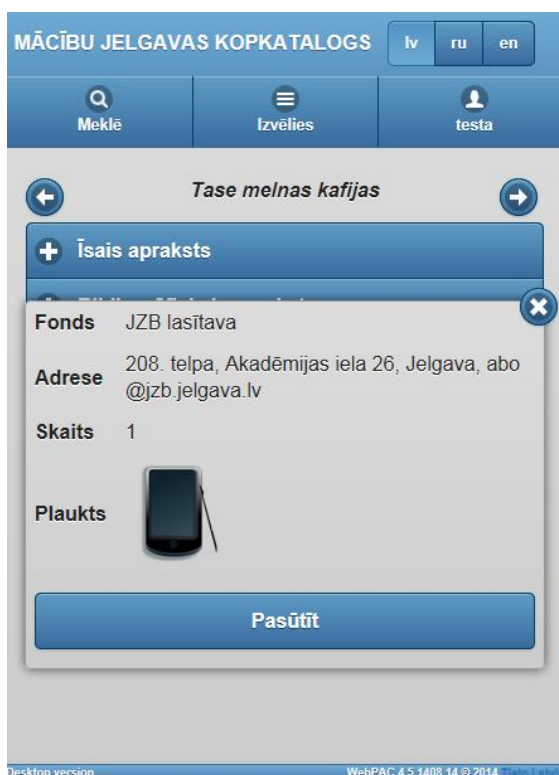 MĀCĪBU JELGAVAS KOPKATALOGS
lv ru en
Meklē Izvēlies testa
Tase melnas kafijas
Īsais apraksts
Fonds JZB lasītava
Adrese 208. telpa, Akadēmijas iela 26, Jelgava, abo
@jzb.jelgava.lv
Skaits 1
Plaukts
Pasūtīt
Desktop version WebPAC 4.5.1408.14 © 2014